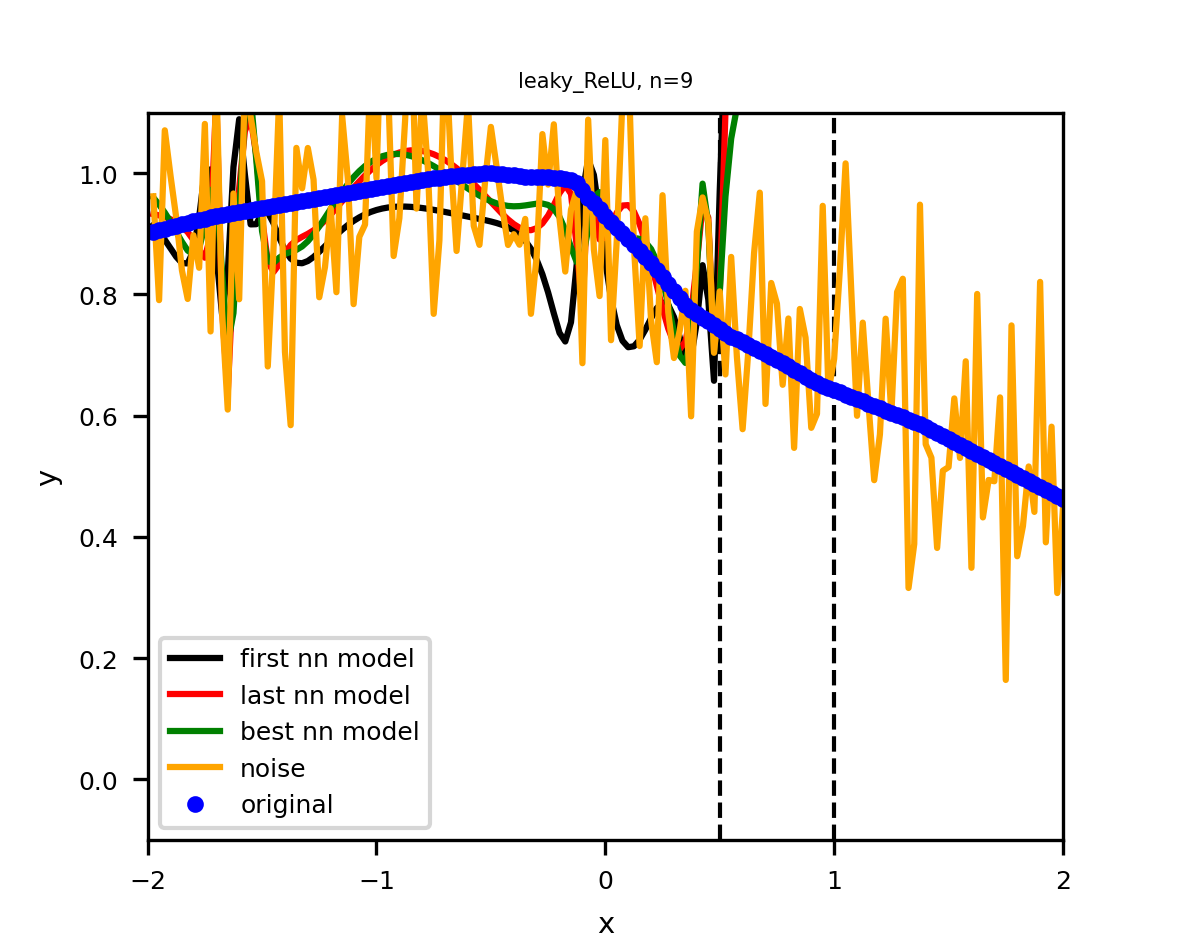 leaky_ReLU, n=9
1.0
0.8
0.6
0.4
0.2
0.0
y
first nn model
last nn model
best nn model
noise
original
−2
−1
0
1
2
x